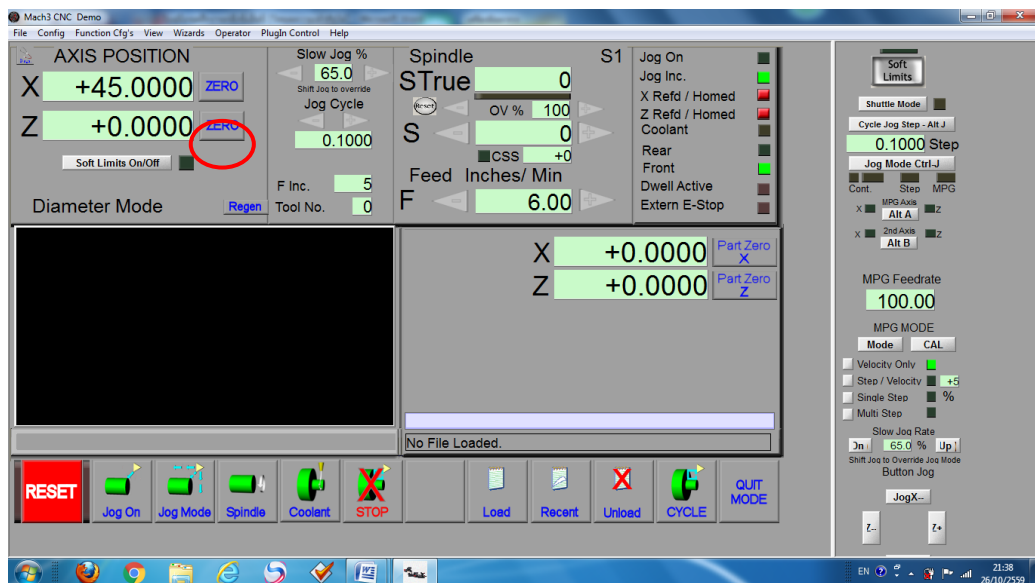 Mach3 CNC Demo
File Config Function Cfg's View Wizards Operator PlugIn Control Help
AXIS POSITION
X +45.0000 ZERO
Z +0.0000 ZERO
Soft Limits On/Off
Diameter Mode Regen
Slow Jog %
65.0
Shift Jog to override
Jog Cycle
0.1000
F Inc. 5
Tool No. 0
Spindle S1
STrue 0
Reset OV % 100
S 0
CSS +0
Feed Inches/ Min
F 6.00
Jog On
Jog Inc.
X Refd / Homed
Z Refd / Homed
Coolant
Rear
Front
Dwell Active
Extern E-Stop
X +0.0000 Part Zero X
Z +0.0000 Part Zero Z
No File Loaded.
RESET
Jog On
Jog Mode
Spindle
Coolant
STOP
Load
Recent
Unload
CYCLE
QUIT
MODE
Soft
Limits
Shuttle Mode
Cycle Jog Step - Alt J
0.1000 Step
Jog Mode Ctrl-J
Cont. Step MPG
MPG Axis
X Alt A Z
2nd Axis
X Alt B Z
MPG Feedrate
100.00
MPG MODE
Mode CAL
Velocity Only
Step / Velocity +5
Single Step %
Multi Step
Slow Jog Rate
65.0 % Up
Shift Jog to Override Jog Mode
Button Jog
JogX--
Z-- Z+
EN 21:38